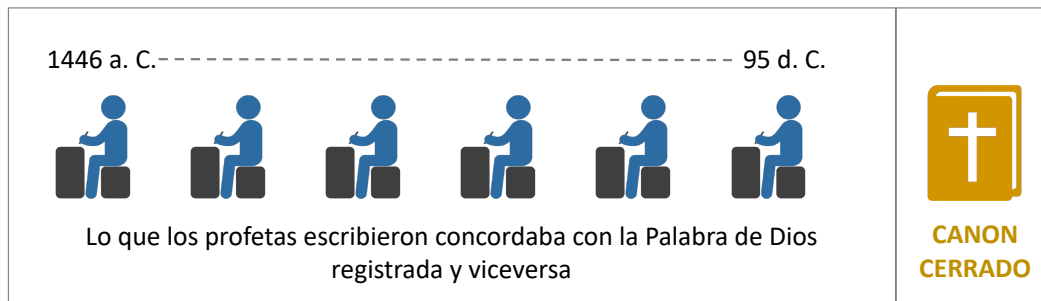 1446 a. C.
95 d. C.
Lo que los profetas escribieron concordaba con la Palabra de Dios
registrada y viceversa
CANON
CERRADO